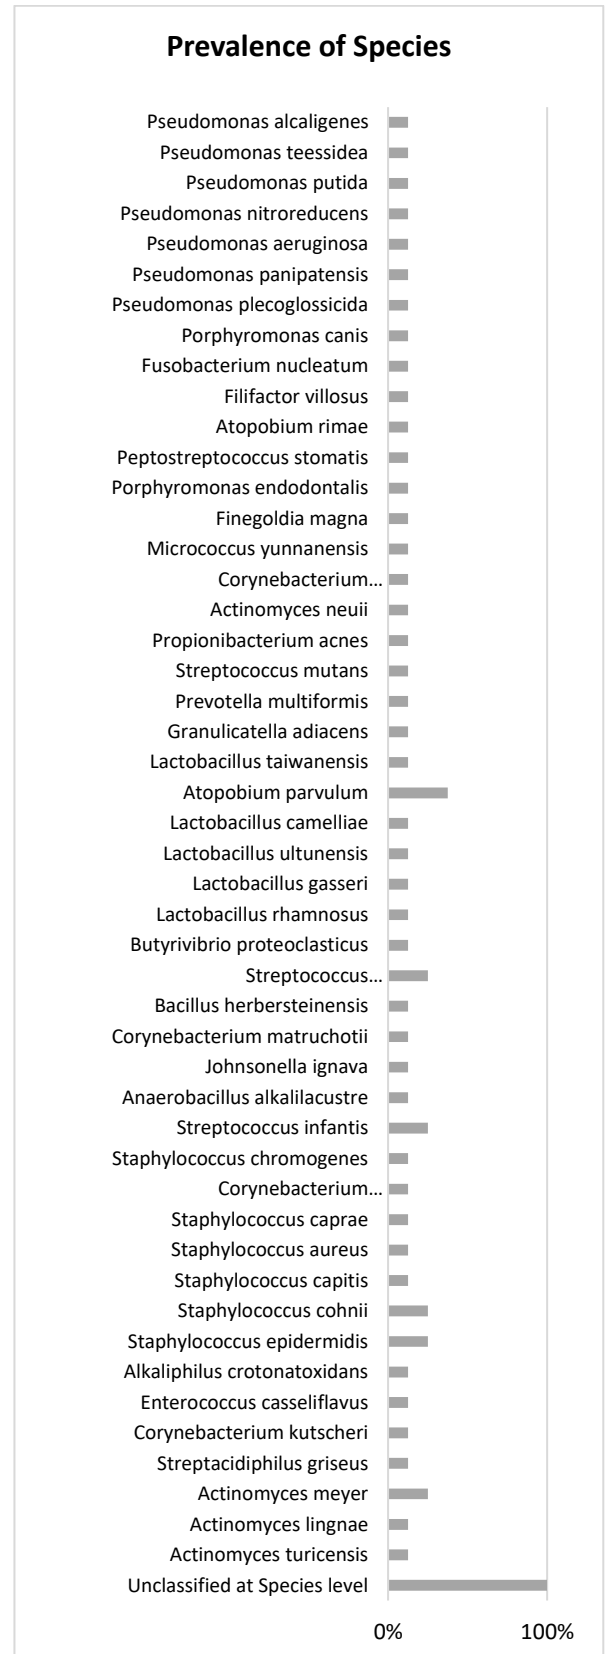 Prevalence of Species
Pseudomonas alcaligenes
Pseudomonas teessidea
Pseudomonas putida
Pseudomonas nitroreducens
Pseudomonas aeruginosa
Pseudomonas panipatensis
Pseudomonas plecoglossicida
Porphyromonas canis
Fusobacterium nucleatum
Filifactor villosus
Atopobium rimae
Peptostreptococcus stomatis
Porphyromonas endodontalis
Finegoldia magna
Micrococcus yunnanensis
Corynebacterium...
Actinomyces neuii
Propionibacterium acnes
Streptococcus mutans
Prevotella multiformis
Granulicatella adiacens
Lactobacillus taiwanensis
Atopobium parvulum
Lactobacillus camelliae
Lactobacillus ultunensis
Lactobacillus gasseri
Lactobacillus rhamnosus
Butyrivibrio proteoclasticus
Streptococcus...
Bacillus herbersteinensis
Corynebacterium matruchotii
Johnsonella ignava
Anaerobacillus alkalilacustre
Streptococcus infantis
Staphylococcus chromogenes
Corynebacterium...
Staphylococcus caprae
Staphylococcus aureus
Staphylococcus capitis
Staphylococcus cohnii
Staphylococcus epidermidis
Alkaliphilus crotonatoxidans
Enterococcus casseliflavus
Corynebacterium kutscheri
Streptacidiphilus griseus
Actinomyces meyer
Actinomyces lingnae
Actinomyces turicensis
Unclassified at Species level
0% 100%